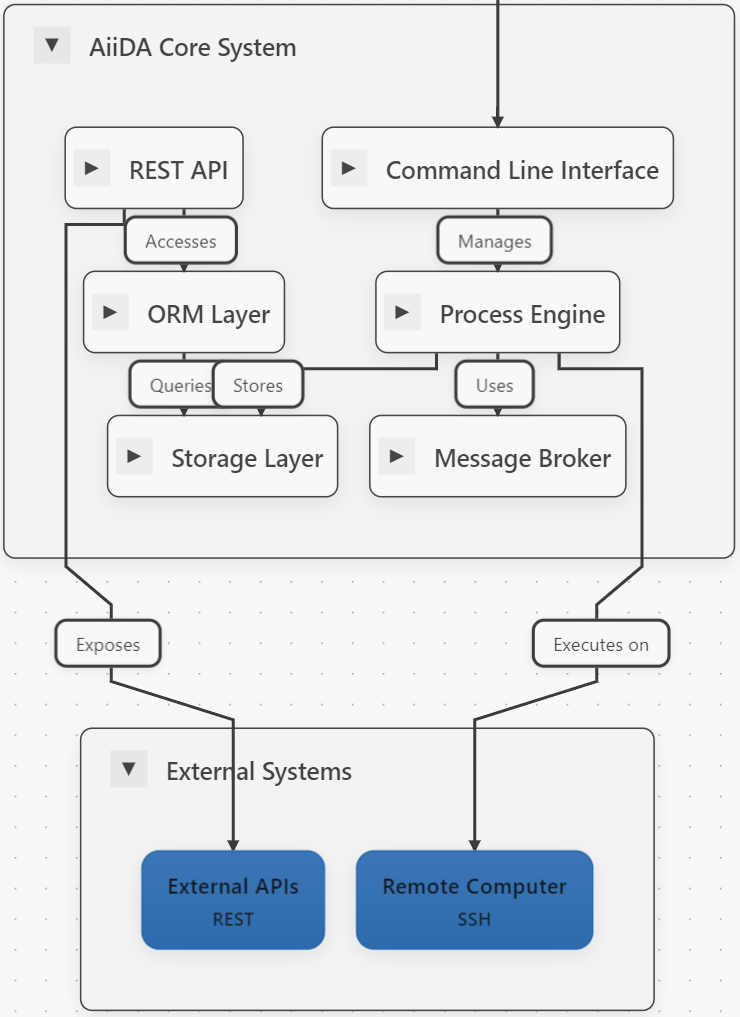 AiiDA Core System
REST API
Command Line Interface
Accesses
Manages
ORM Layer
Process Engine
Queries
Stores
Uses
Storage Layer
Message Broker
Exposes
Executes on
External Systems
External APIs
REST
Remote Computer
SSH